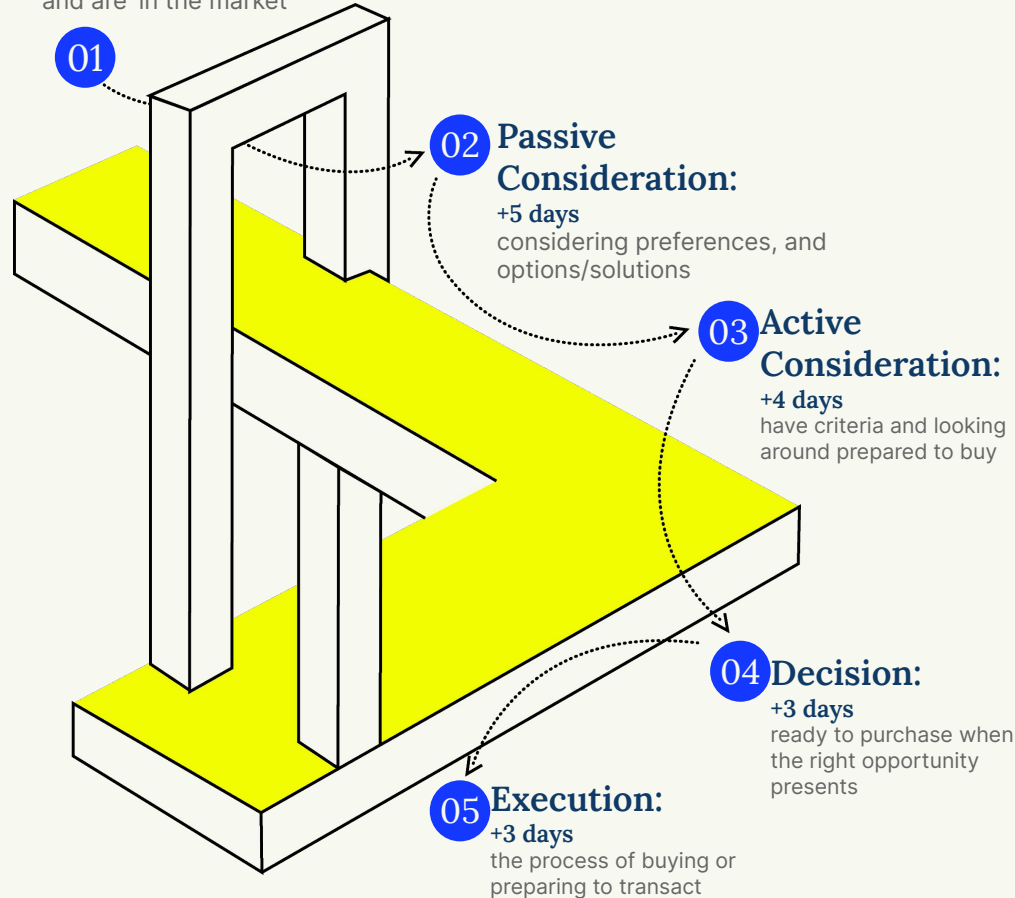 and are 'in the market'
01
02
Passive
Consideration:
+5 days
considering preferences, and
options/solutions
03
Active
Consideration:
+4 days
have criteria and looking
around prepared to buy
04
Decision:
+3 days
ready to purchase when
the right opportunity
presents
05
Execution:
+3 days
the process of buying or
preparing to transact